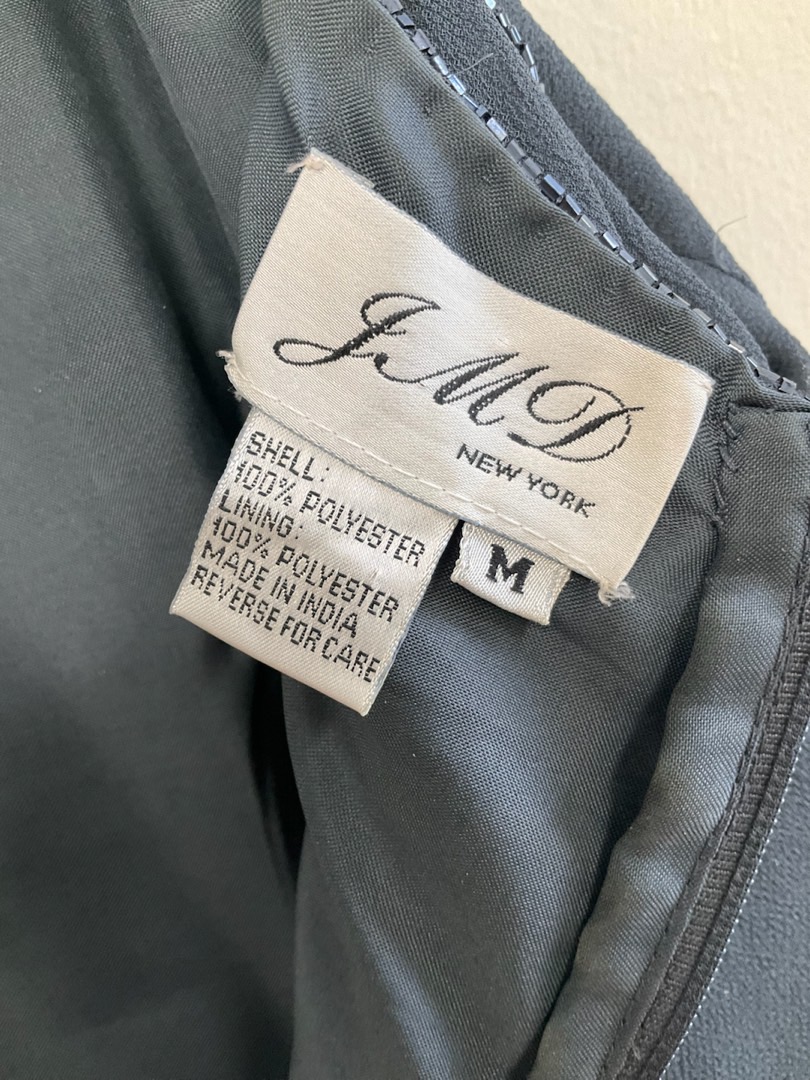 JMD
NEW YORK
M
SHELL:
100% POLYESTER
LINING:
100% POLYESTER
MADE IN INDIA
REVERSE FOR CARE